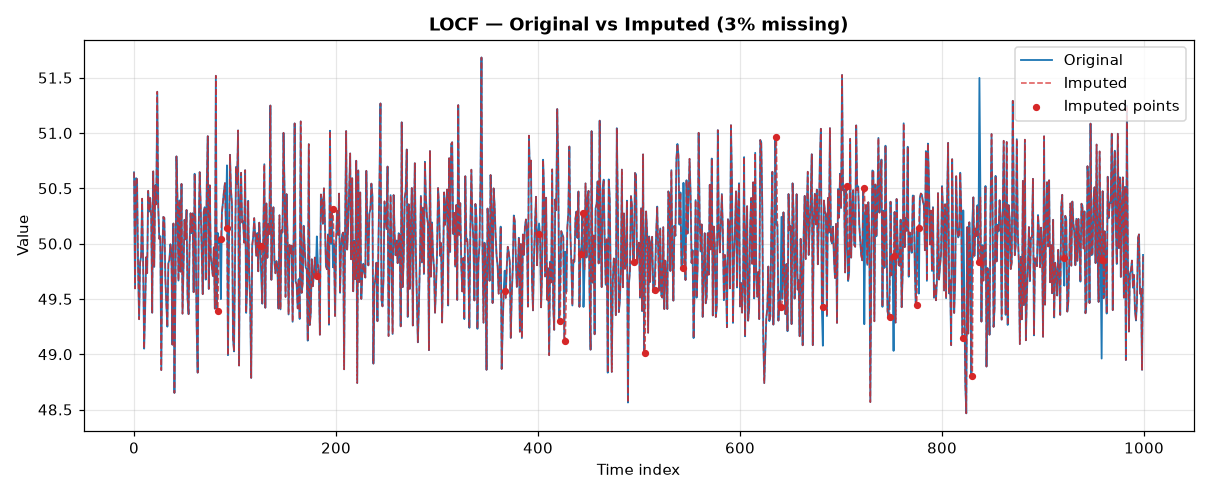 LOCF — Original vs Imputed (3% missing)
Original
Imputed
Imputed points
51.5
51.0
50.5
50.0
49.5
49.0
48.5
Value
0
200
400
600
800
1000
Time index